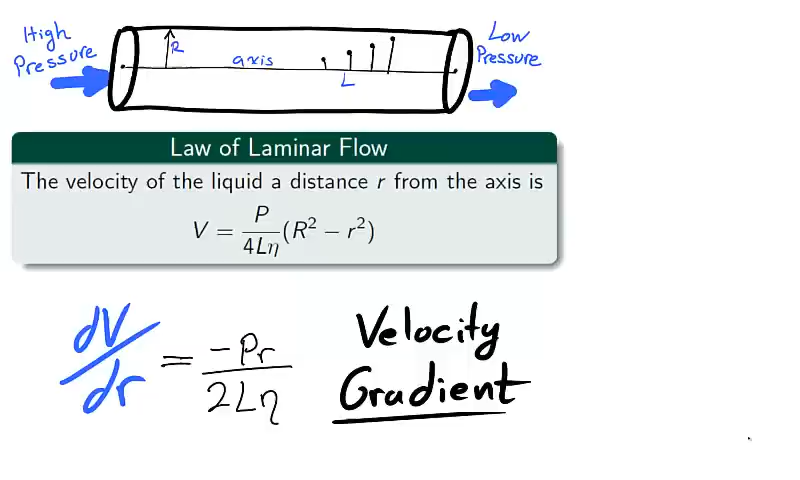 High
Pressure
R
axis
L
Low
Pressure
Law of Laminar Flow
The velocity of the liquid a distance r from the axis is
V = P/(4Lη) (R² − r²)
dV/dr = −Pr/(2Lη)
Velocity
Gradient